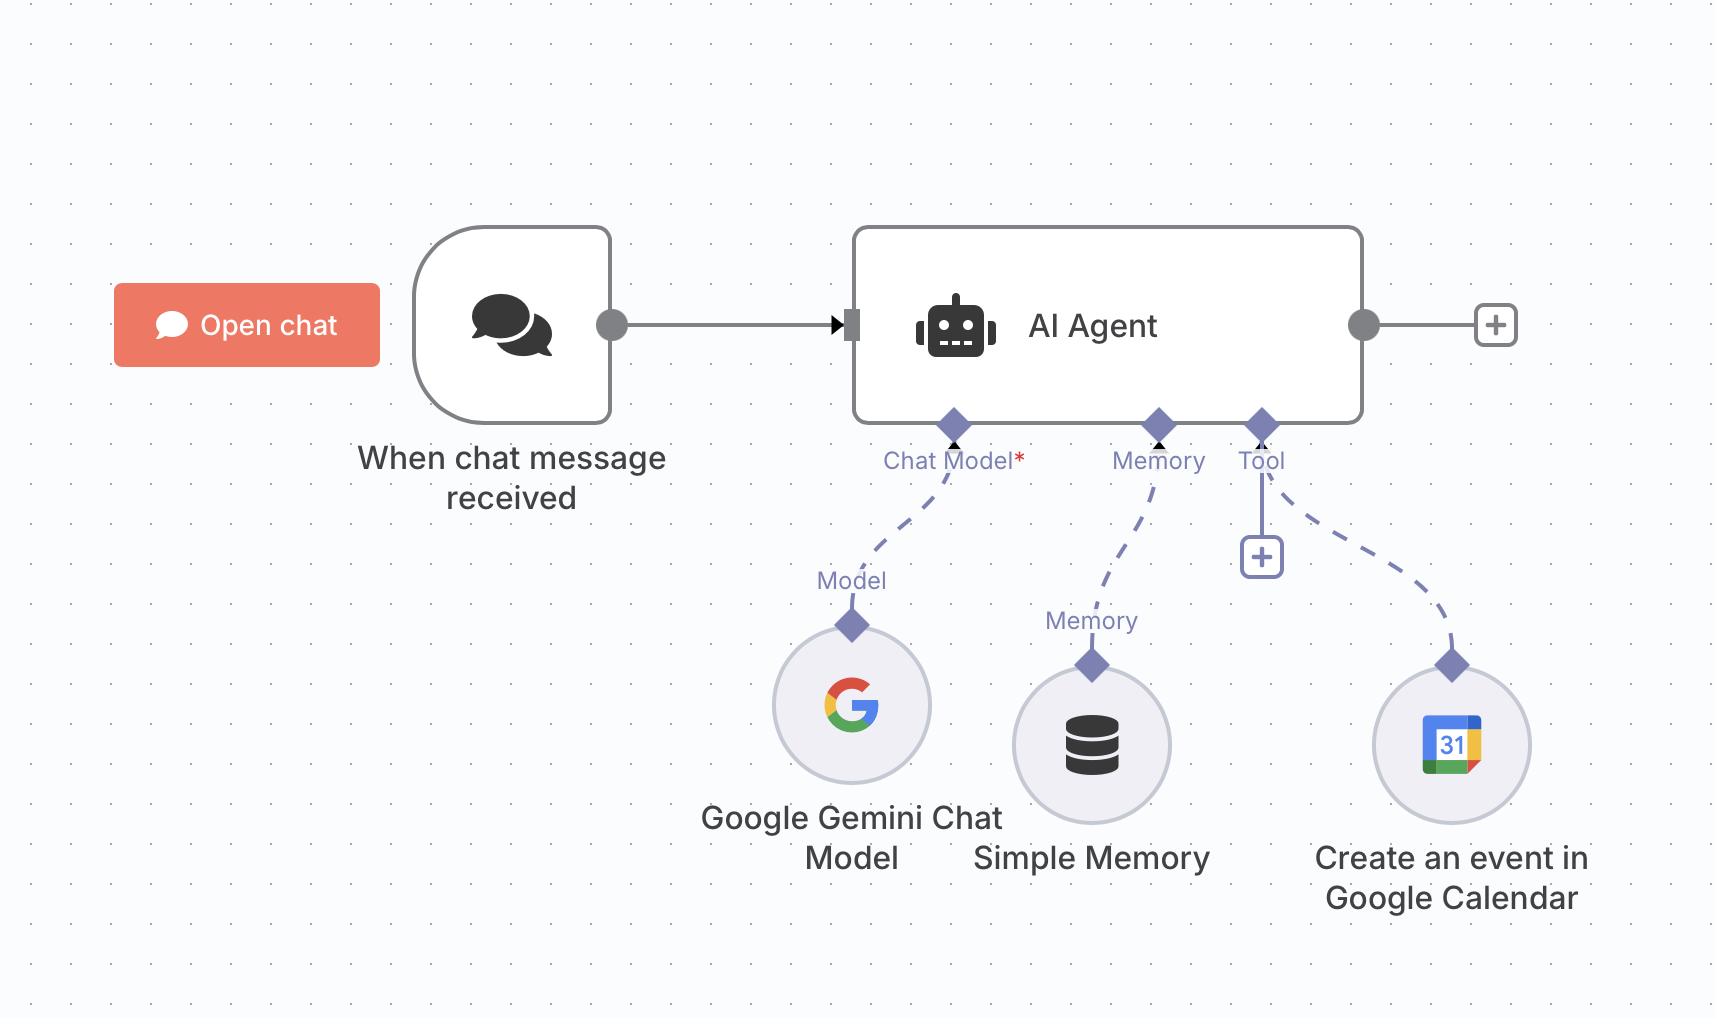 Open chat
AI Agent
When chat message
received
Chat Model*
Memory
Tool
Model
Memory
31
Google Gemini Chat
Model
Simple Memory
Create an event in
Google Calendar